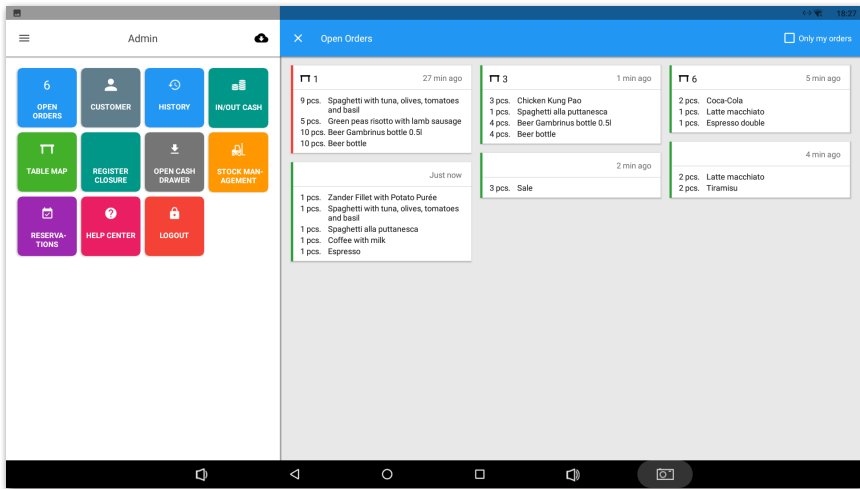 18:27
Admin
Open Orders
Only my orders
6
OPEN
ORDERS
CUSTOMER
HISTORY
IN/OUT CASH
TABLE MAP
REGISTER
CLOSURE
OPEN CASH
DRAWER
STOCK MAN-
AGEMENT
RESERVA-
TIONS
HELP CENTER
LOGOUT
1 27 min ago
9 pcs. Spaghetti with tuna, olives, tomatoes
and basil
5 pcs. Green peas risotto with lamb sausage
10 pcs. Beer Gambrinus bottle 0.5l
10 pcs. Beer bottle
Just now
1 pcs. Zander Fillet with Potato Purée
1 pcs. Spaghetti with tuna, olives, tomatoes
and basil
1 pcs. Spaghetti alla puttanesca
1 pcs. Coffee with milk
1 pcs. Espresso
3 1 min ago
3 pcs. Chicken Kung Pao
1 pcs. Spaghetti alla puttanesca
4 pcs. Beer Gambrinus bottle 0.5l
4 pcs. Beer bottle
2 min ago
3 pcs. Sale
6 5 min ago
2 pcs. Coca-Cola
1 pcs. Latte macchiato
1 pcs. Espresso double
4 min ago
2 pcs. Latte macchiato
2 pcs. Tiramisu